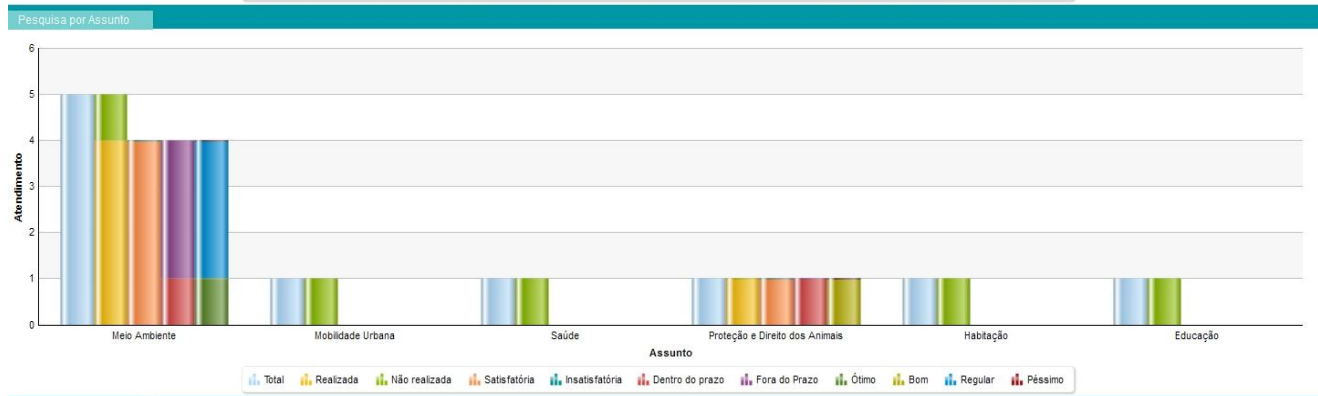 Pesquisa por Assunto
6
5
4
3
2
1
0
Atendimento
Meio Ambiente Mobilidade Urbana Saúde Proteção e Direito dos Animais Habitação Educação
Assunto
Total Realizada Não realizada Satisfatória Insatisfatória Dentro do prazo Fora do Prazo Ótimo Bom Regular Péssimo